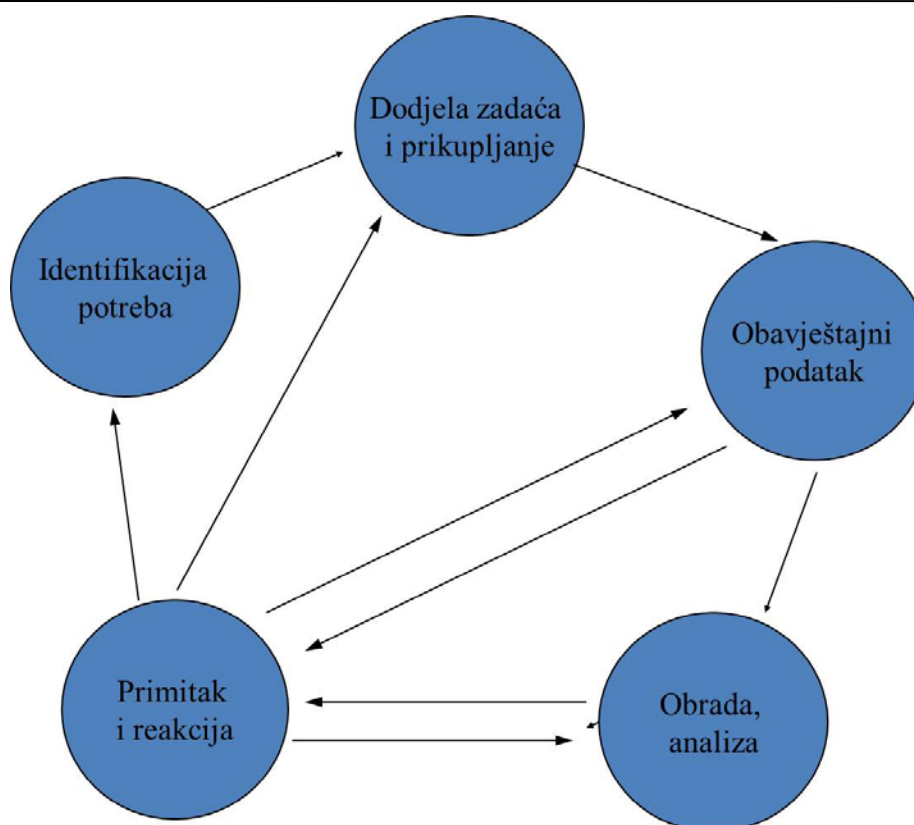 Dodjela zadaća
i prikupljanje
Identifikacija
potreba
Obavještajni
podatak
Primitak
i reakcija
Obrada,
analiza